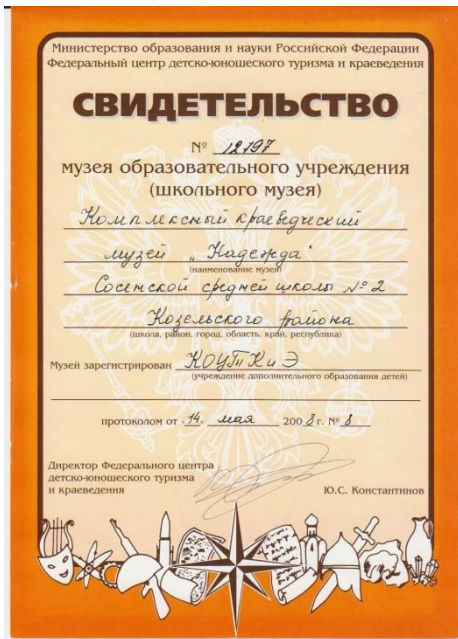 Министерство образования и науки Российской Федерации
Федеральный центр детско-юношеского туризма и краеведения
СВИДЕТЕЛЬСТВО
№ 12197
музея образовательного учреждения
(школьного музея)
Комплексный краеведческий
музей „Надежда"
(наименование музея)
Сосенской средней школы № 2
Козельского района
(школа, район, город, область, край, республика)
Музей зарегистрирован КОЦТКиЭ
(учреждение дополнительного образования детей)
протоколом от „14„ мая 2008 г. № 8
Директор Федерального центра
детско-юношеского туризма
и краеведения Ю.С. Константинов